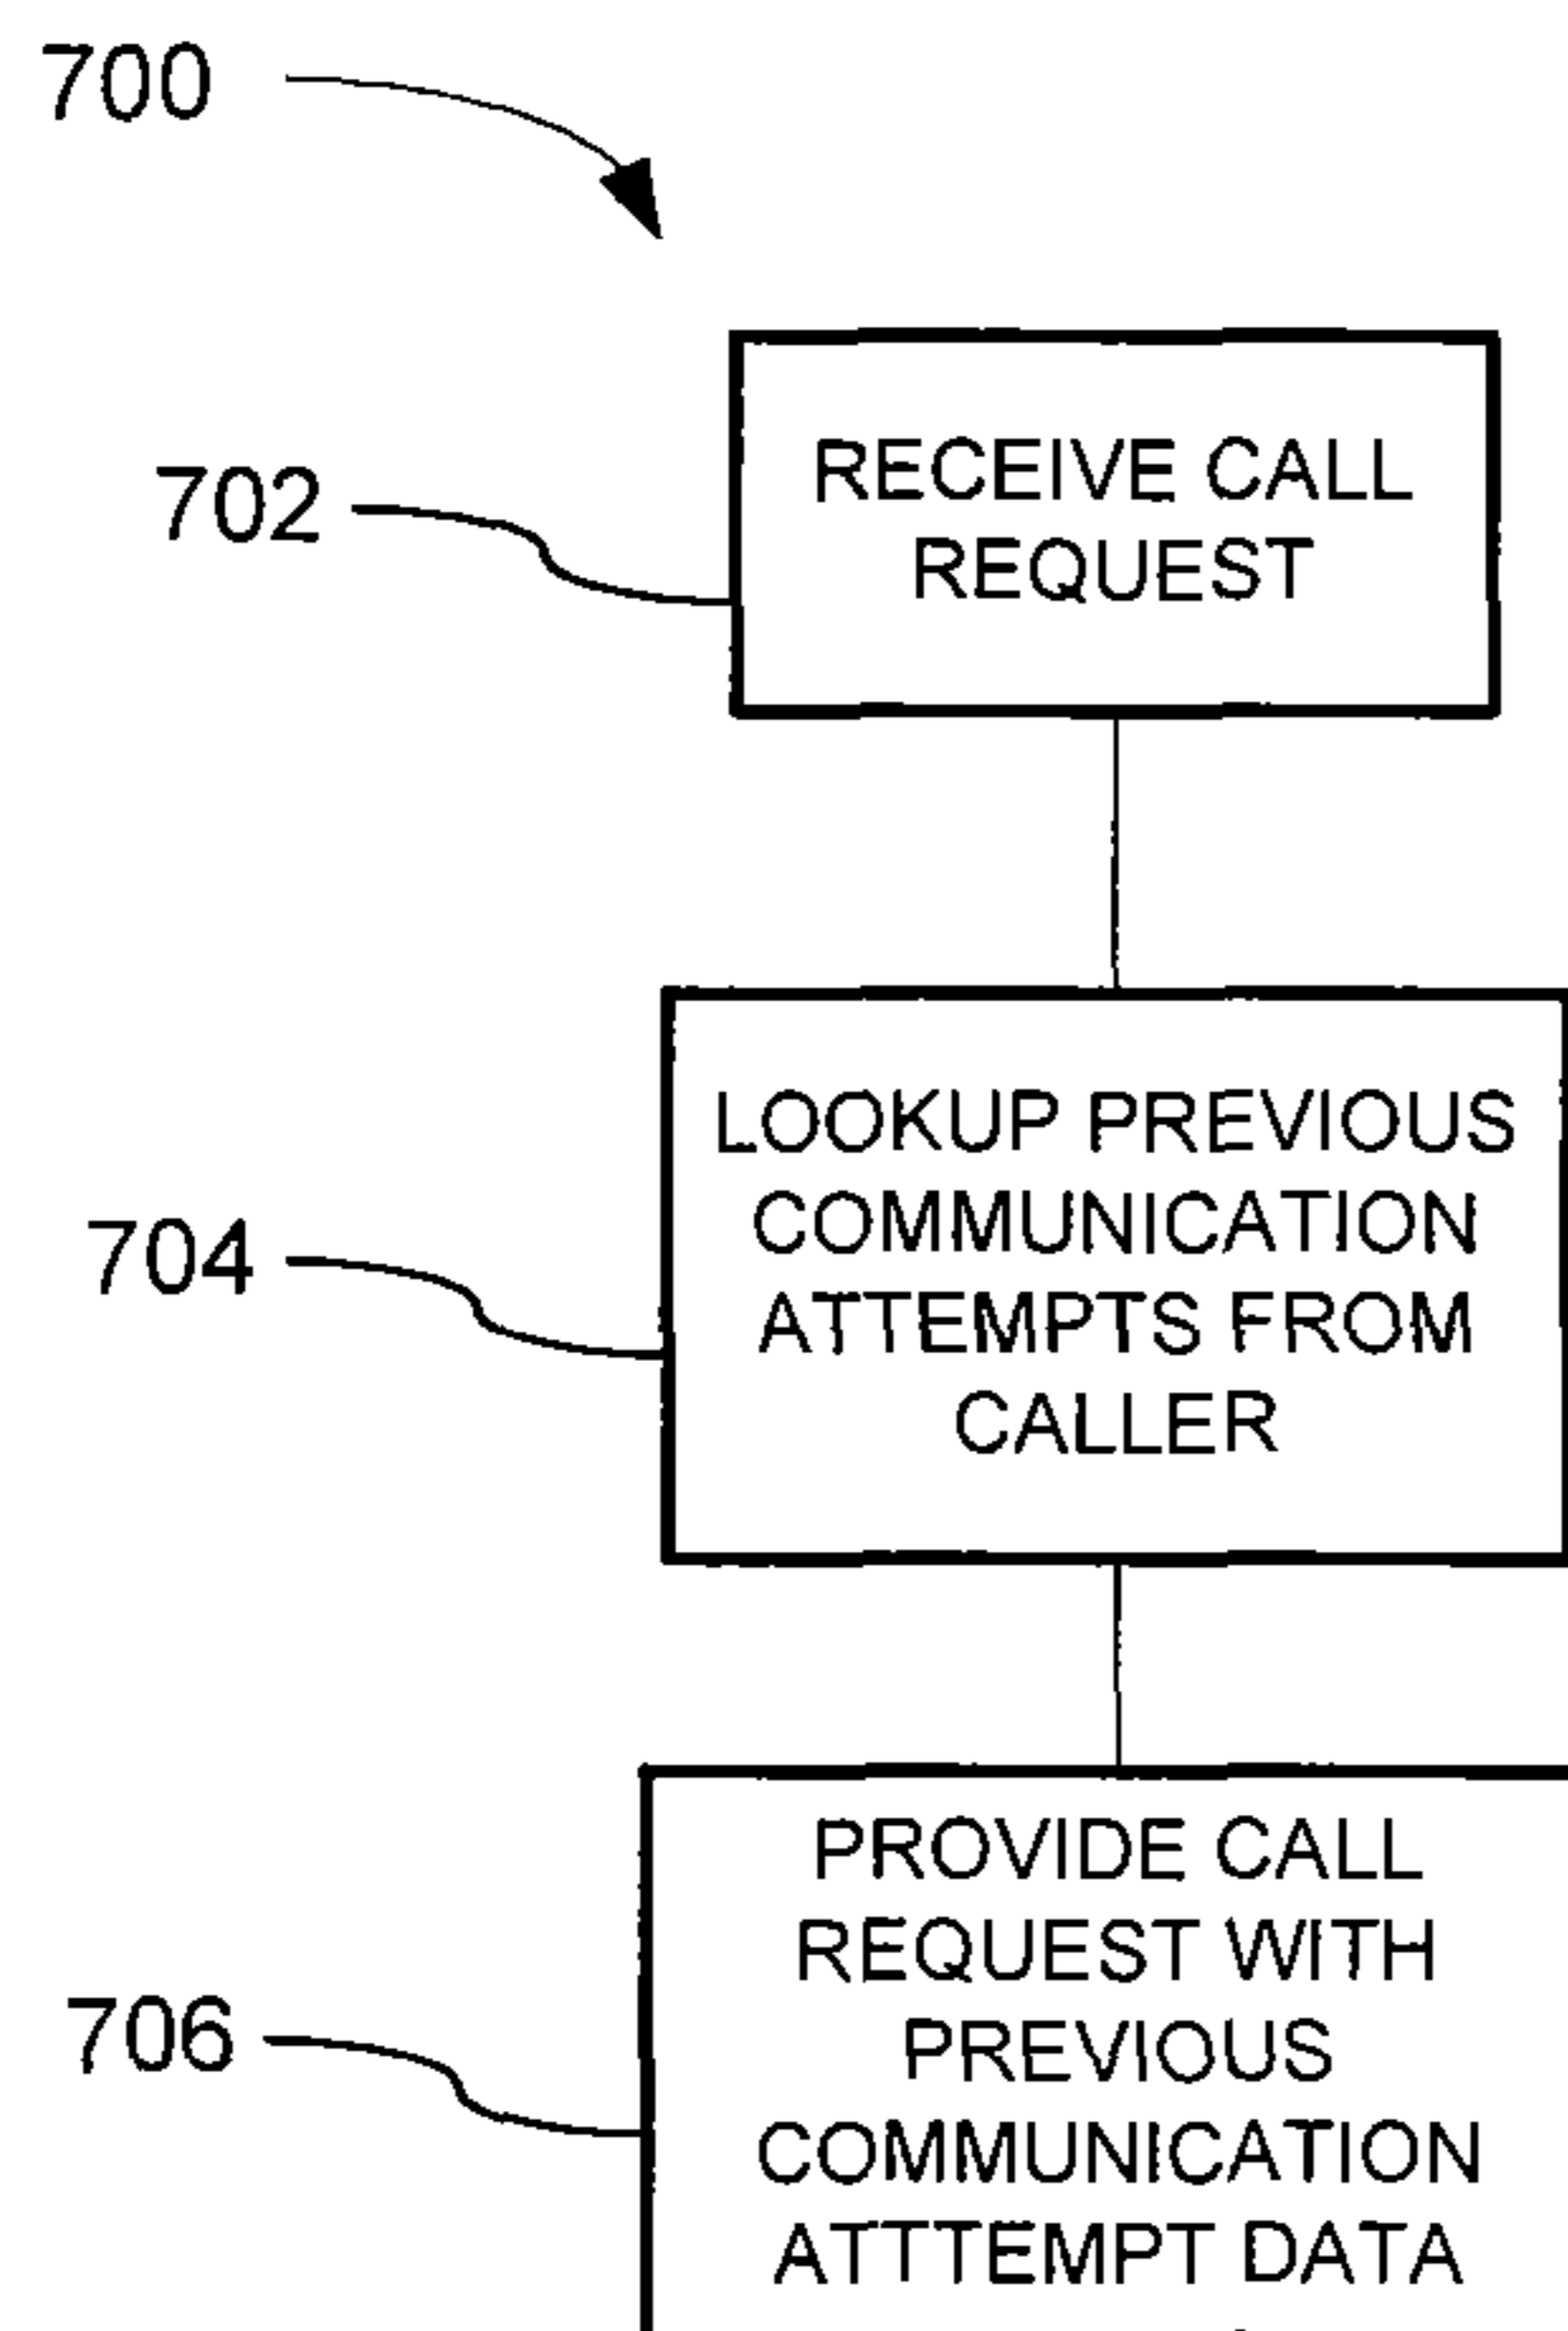 700
702
RECEIVE CALL
REQUEST
704
LOOKUP PREVIOUS
COMMUNICATION
ATTEMPTS FROM
CALLER
706
PROVIDE CALL
REQUEST WITH
PREVIOUS
COMMUNICATION
ATTTEMPT DATA